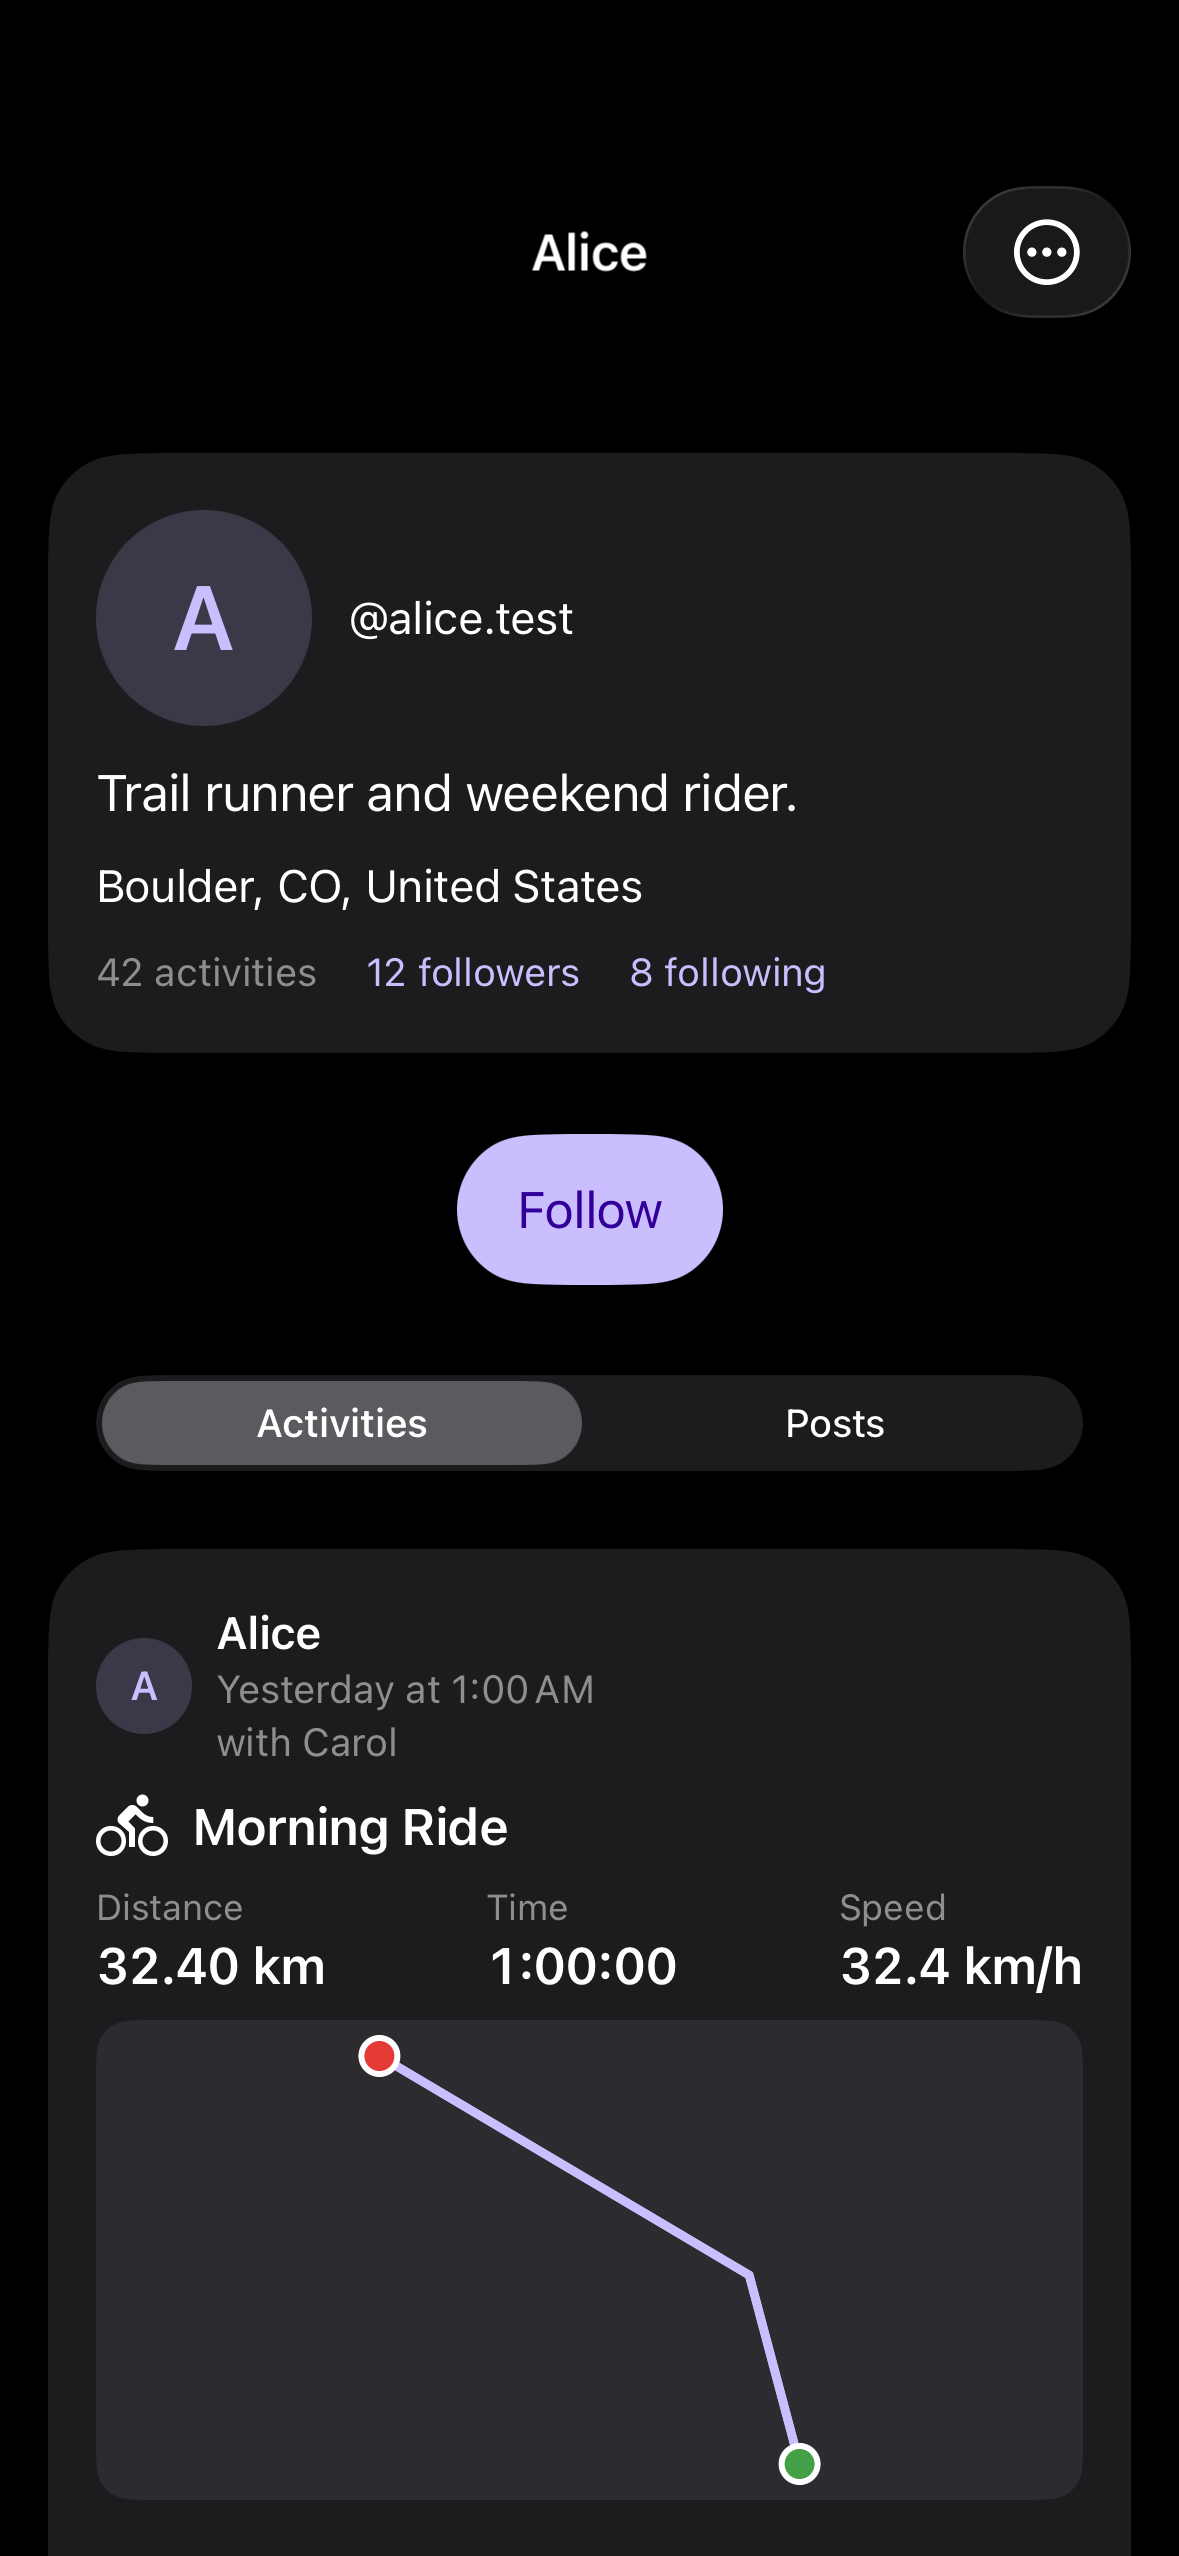 Alice
A
@alice.test
Trail runner and weekend rider.
Boulder, CO, United States
42 activities 12 followers 8 following
Follow
Activities Posts
A
Alice
Yesterday at 1:00 AM
with Carol
Morning Ride
Distance Time Speed
32.40 km 1:00:00 32.4 km/h